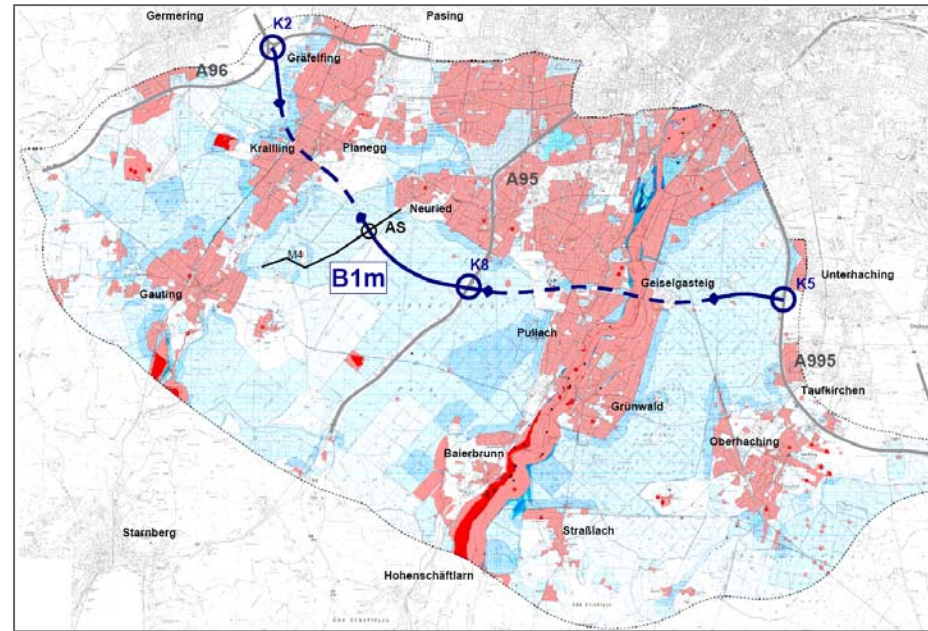 Germering
K2
Pasing
Gräfelfing
A96
Krailling
Planegg
A95
Neuried
AS
M4
K8
B1m
Gauting
Geiselgasteig
Unterhaching
K5
Pullach
A995
Taufkirchen
Grünwald
Oberhaching
Baierbrunn
Starnberg
Straßlach
Hohenschäftlarn